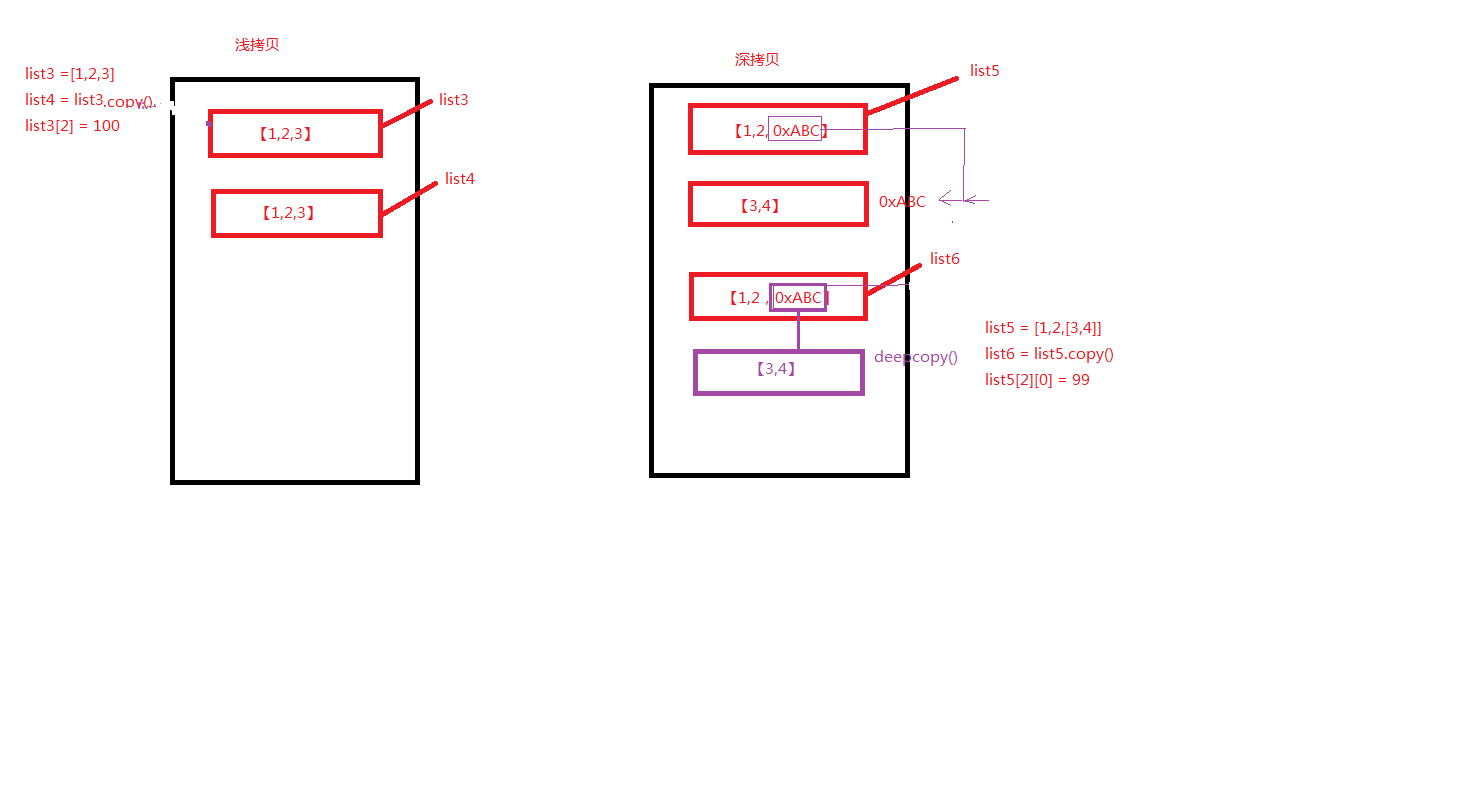 浅拷贝
list3 =[1,2,3]
list4 = list3.copy()
list3[2] = 100
【1,2,3】
list3
【1,2,3】
list4
深拷贝
list5
【1,2, 0xABC】
【3,4】
0xABC
list6
【1,2 , 0xABC】
【3,4】
deepcopy()
list5 = [1,2,[3,4]]
list6 = list5.copy()
list5[2][0] = 99